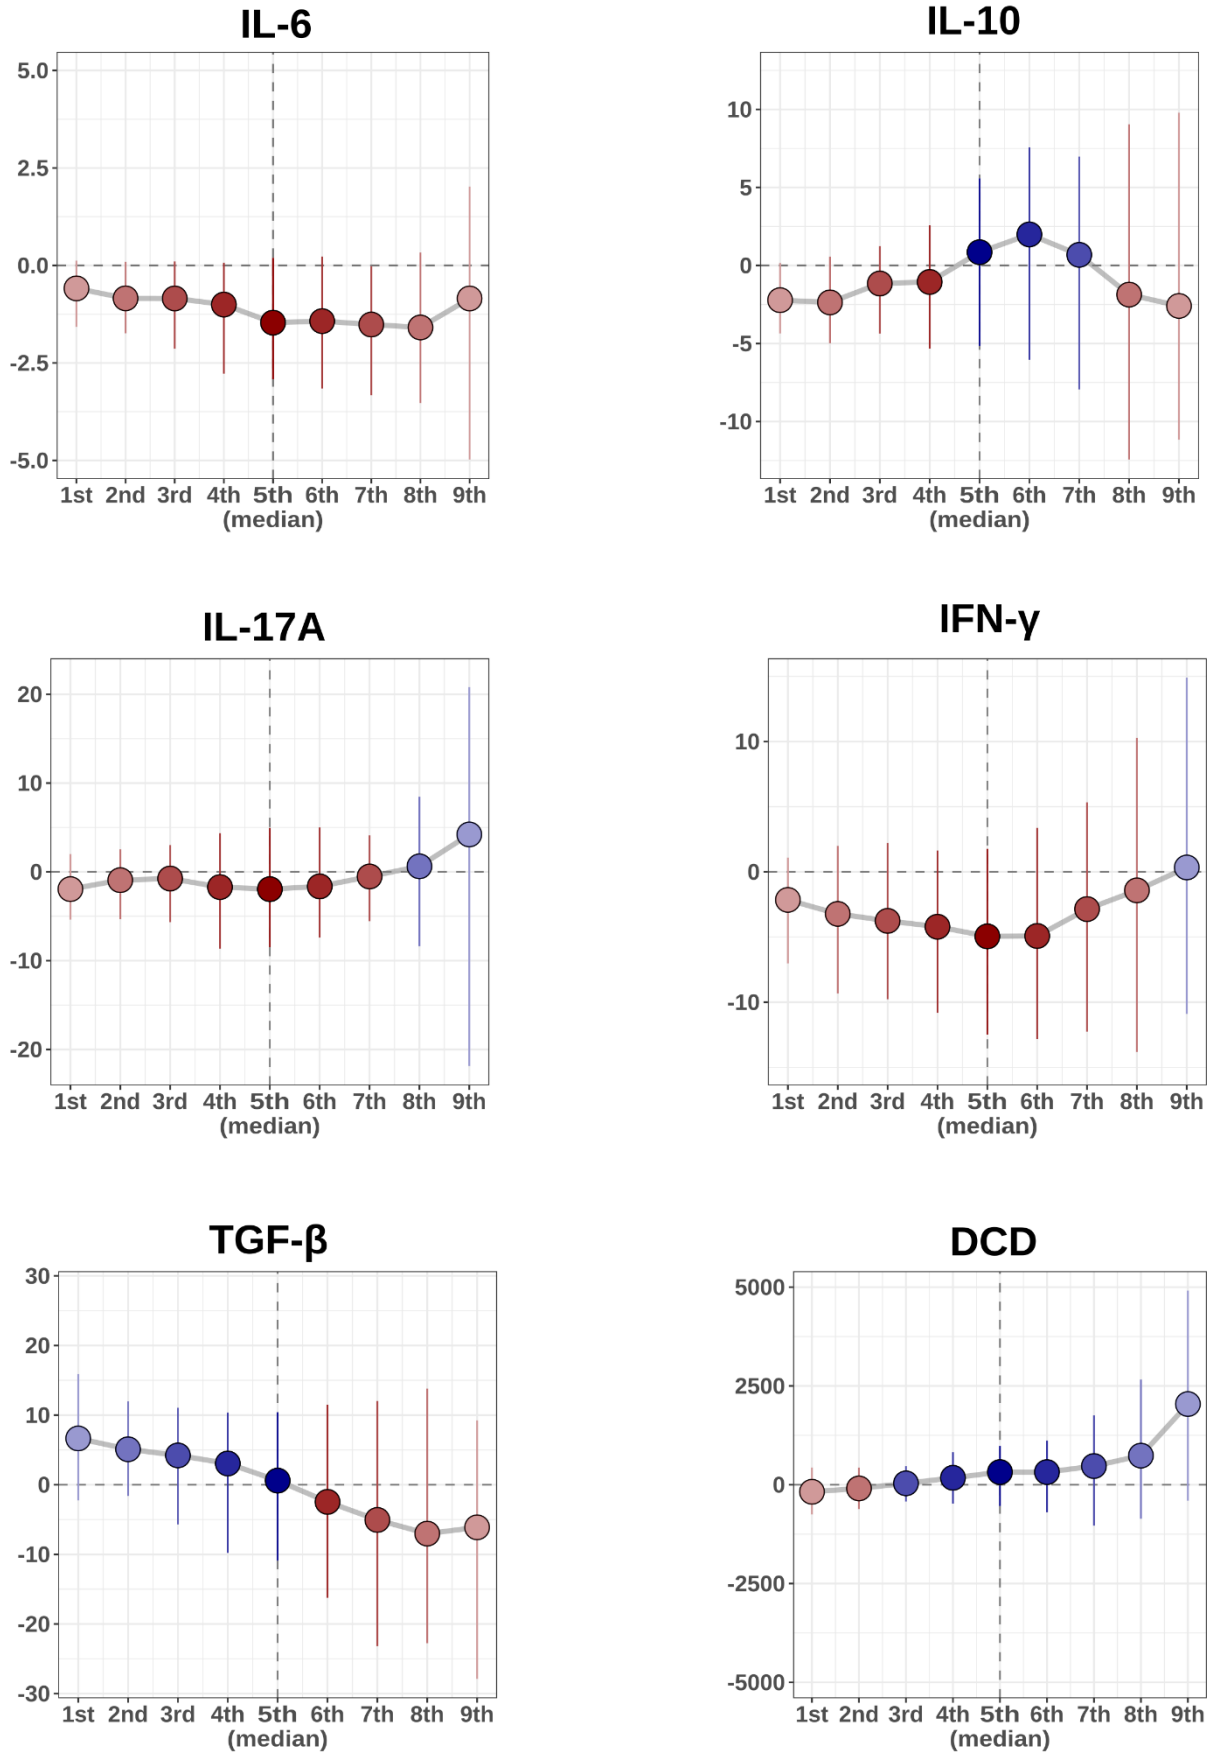 IL-6
5.0
2.5
0.0
-2.5
-5.0
1st 2nd 3rd 4th 5th 6th 7th 8th 9th
(median)
IL-10
10
5
0
-5
-10
1st 2nd 3rd 4th 5th 6th 7th 8th 9th
(median)
IL-17A
20
10
0
-10
-20
1st 2nd 3rd 4th 5th 6th 7th 8th 9th
(median)
IFN-γ
10
0
-10
1st 2nd 3rd 4th 5th 6th 7th 8th 9th
(median)
TGF-β
30
20
10
0
-10
-20
-30
1st 2nd 3rd 4th 5th 6th 7th 8th 9th
(median)
DCD
5000
2500
0
-2500
-5000
1st 2nd 3rd 4th 5th 6th 7th 8th 9th
(median)